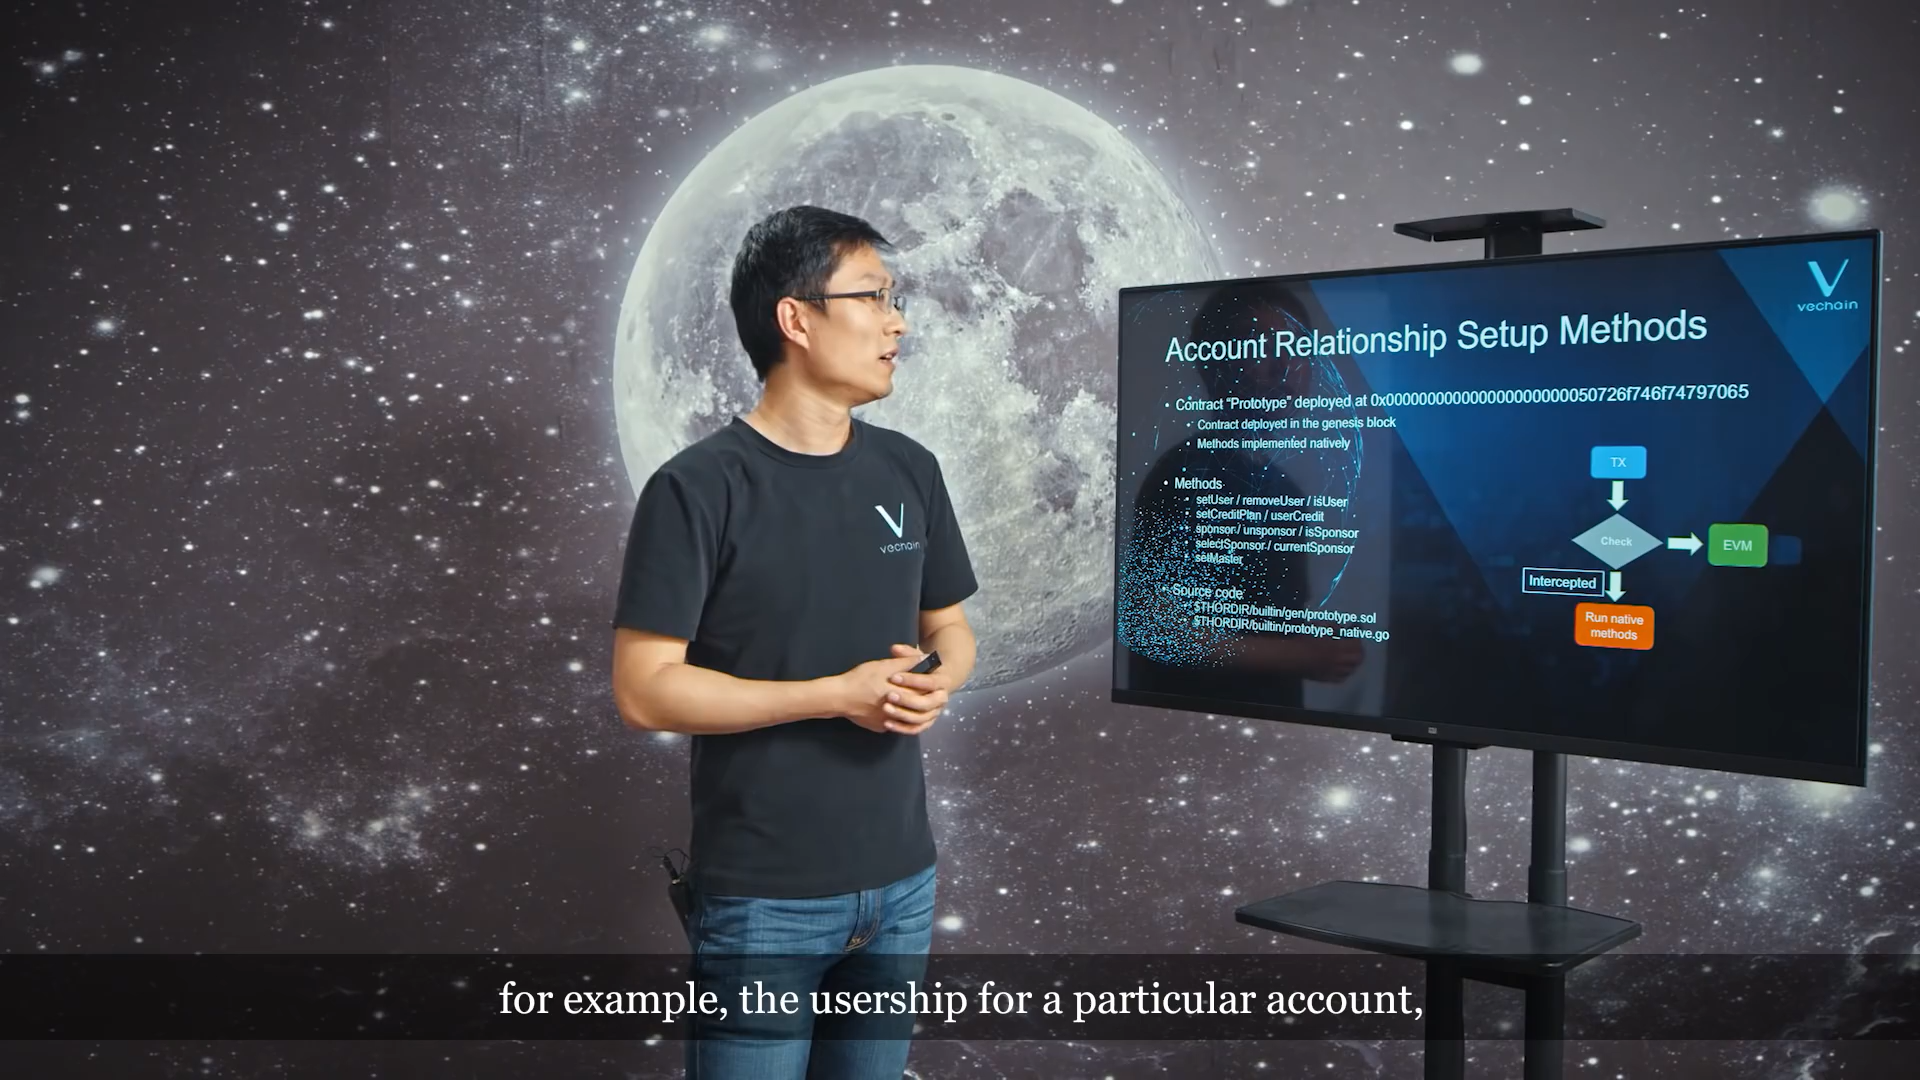 vechain
Account Relationship Setup Methods
• Contract “Prototype” deployed at 0x00000000000000000000000050726f746f74797065
• Contract deployed in the genesis block
• Methods implemented natively
• Methods
• setUser / removeUser / isUser
• setCreditPlan / userCredit
• sponsor / unsponsor / isSponsor
• selectSponsor / currentSponsor
• setMaster
• Source code
• $THORDIR/builtin/gen/prototype.sol
• $THORDIR/builtin/prototype_native.go
TX
Check
EVM
Intercepted
Run native
methods
vechain
for example, the usership for a particular account,